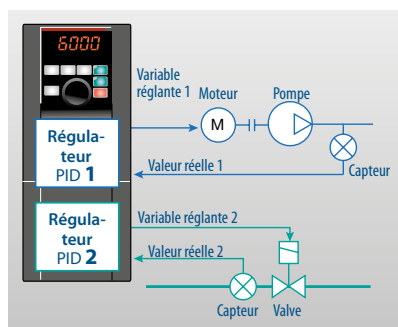 6000
Variable
réglante 1
Moteur
Pompe
M
Régula-
teur
PID 1
Valeur réelle 1
Capteur
Régula-
teur
PID 2
Variable réglante 2
Valeur réelle 2
Capteur
Valve